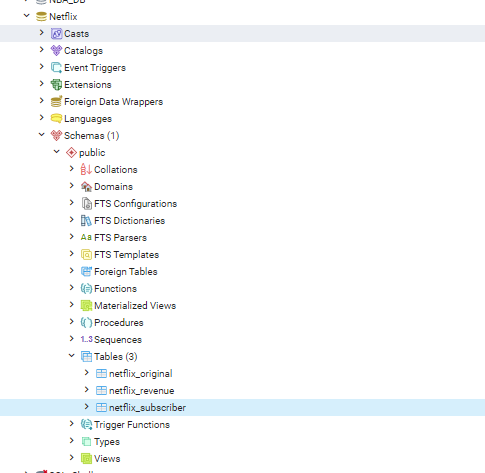 NBA_DB
Netflix
Casts
Catalogs
Event Triggers
Extensions
Foreign Data Wrappers
Languages
Schemas (1)
public
Collations
Domains
FTS Configurations
FTS Dictionaries
Aa FTS Parsers
FTS Templates
Foreign Tables
Functions
Materialized Views
Procedures
1..3 Sequences
Tables (3)
netflix_original
netflix_revenue
netflix_subscriber
Trigger Functions
Types
Views